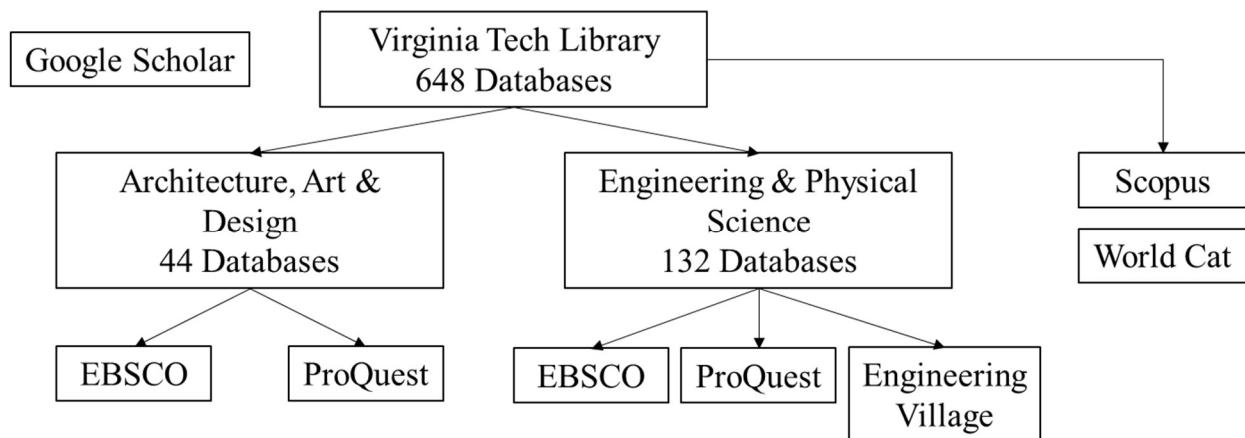 Google Scholar
Virginia Tech Library
648 Databases
Architecture, Art &
Design
44 Databases
Engineering & Physical
Science
132 Databases
Scopus
World Cat
EBSCO
ProQuest
EBSCO
ProQuest
Engineering
Village